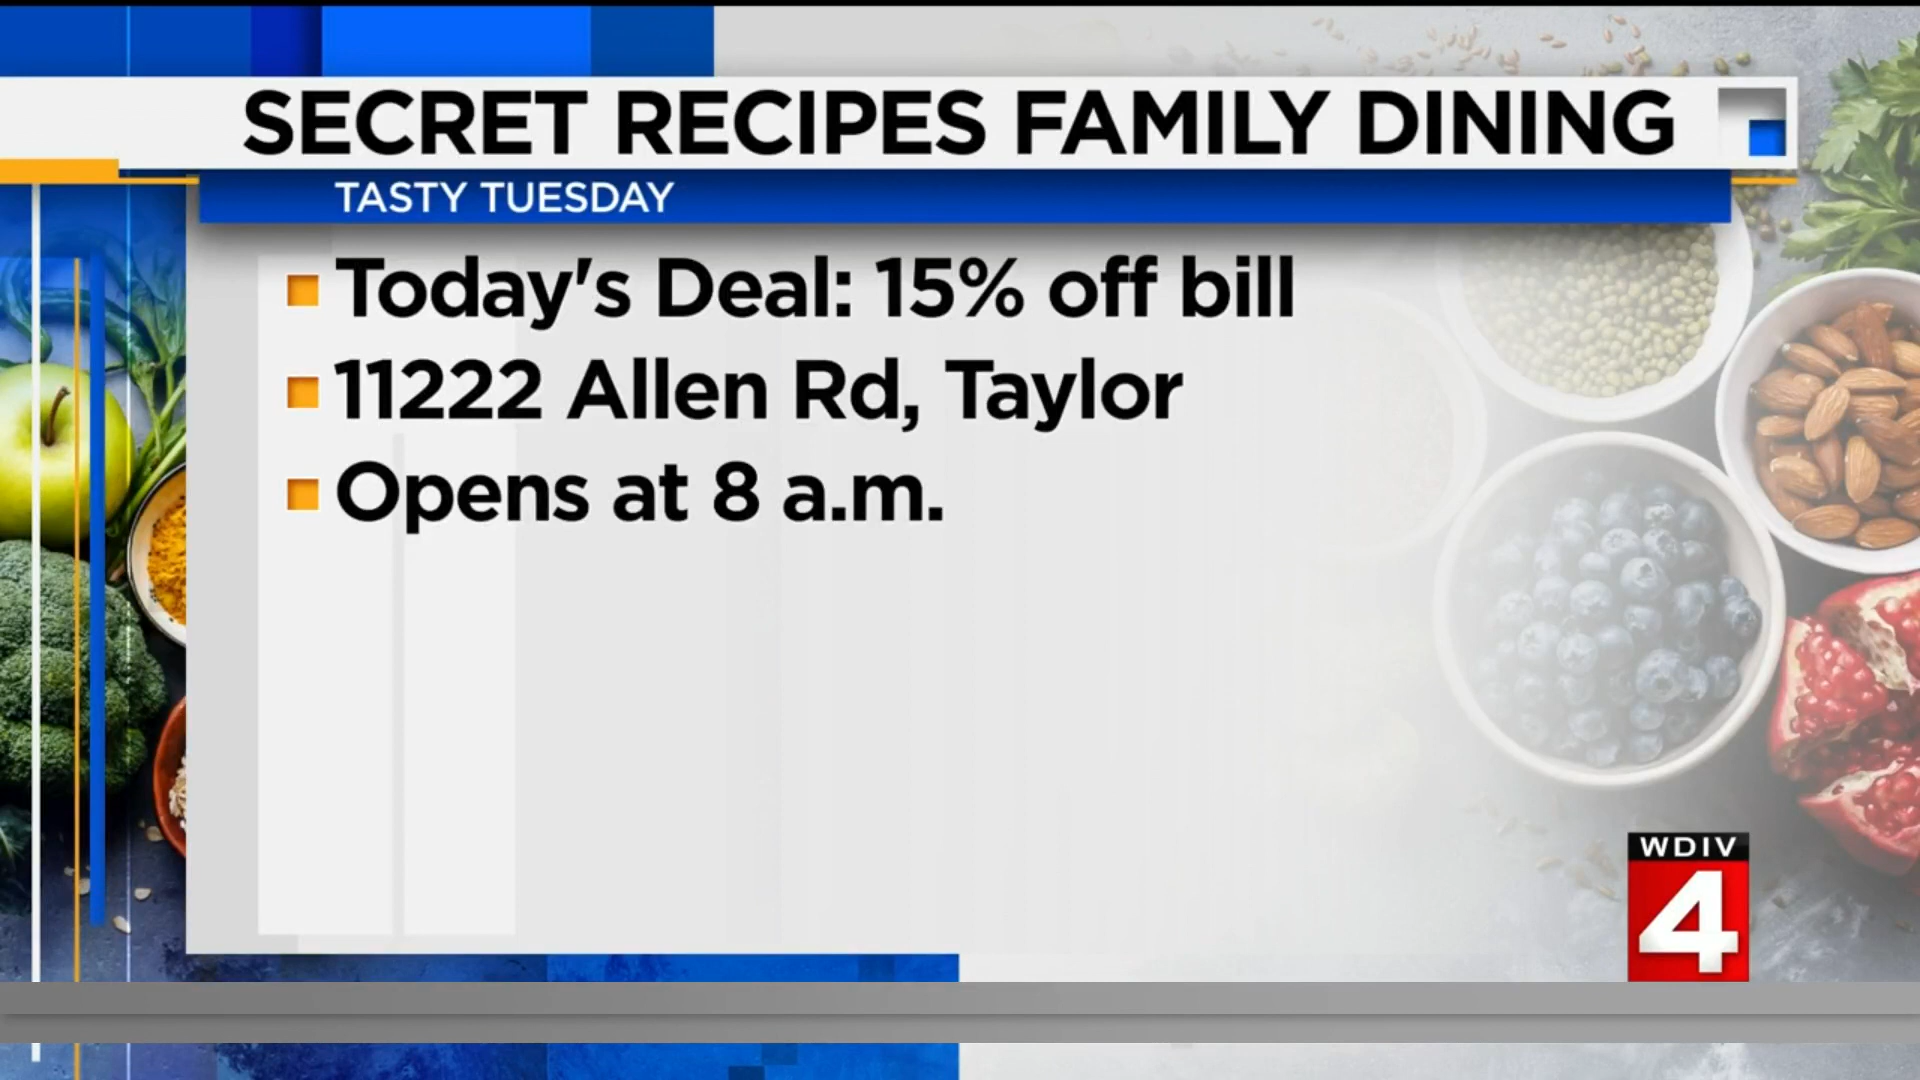 SECRET RECIPES FAMILY DINING
TASTY TUESDAY
Today's Deal: 15% off bill
11222 Allen Rd, Taylor
Opens at 8 a.m.
WDIV
4